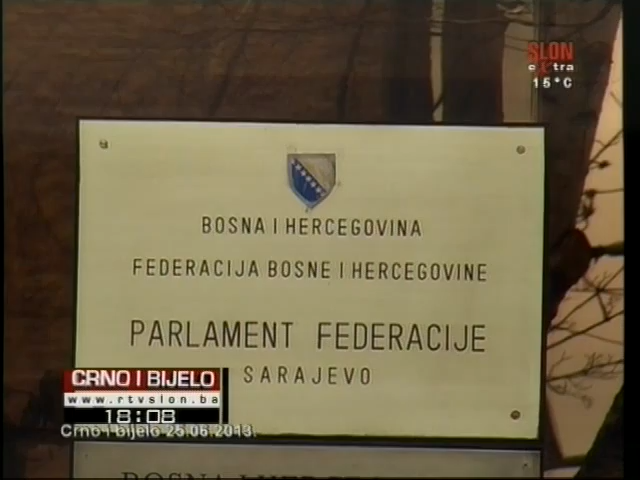 SLON
extra
15°C
BOSNA I HERCEGOVINA
FEDERACIJA BOSNE I HERCEGOVINE
PARLAMENT FEDERACIJE
SARAJEVO
CRNO I BIJELO
www.rtvslon.ba
18:08
Crno i bijelo 25.06.2013.
BOSNA I